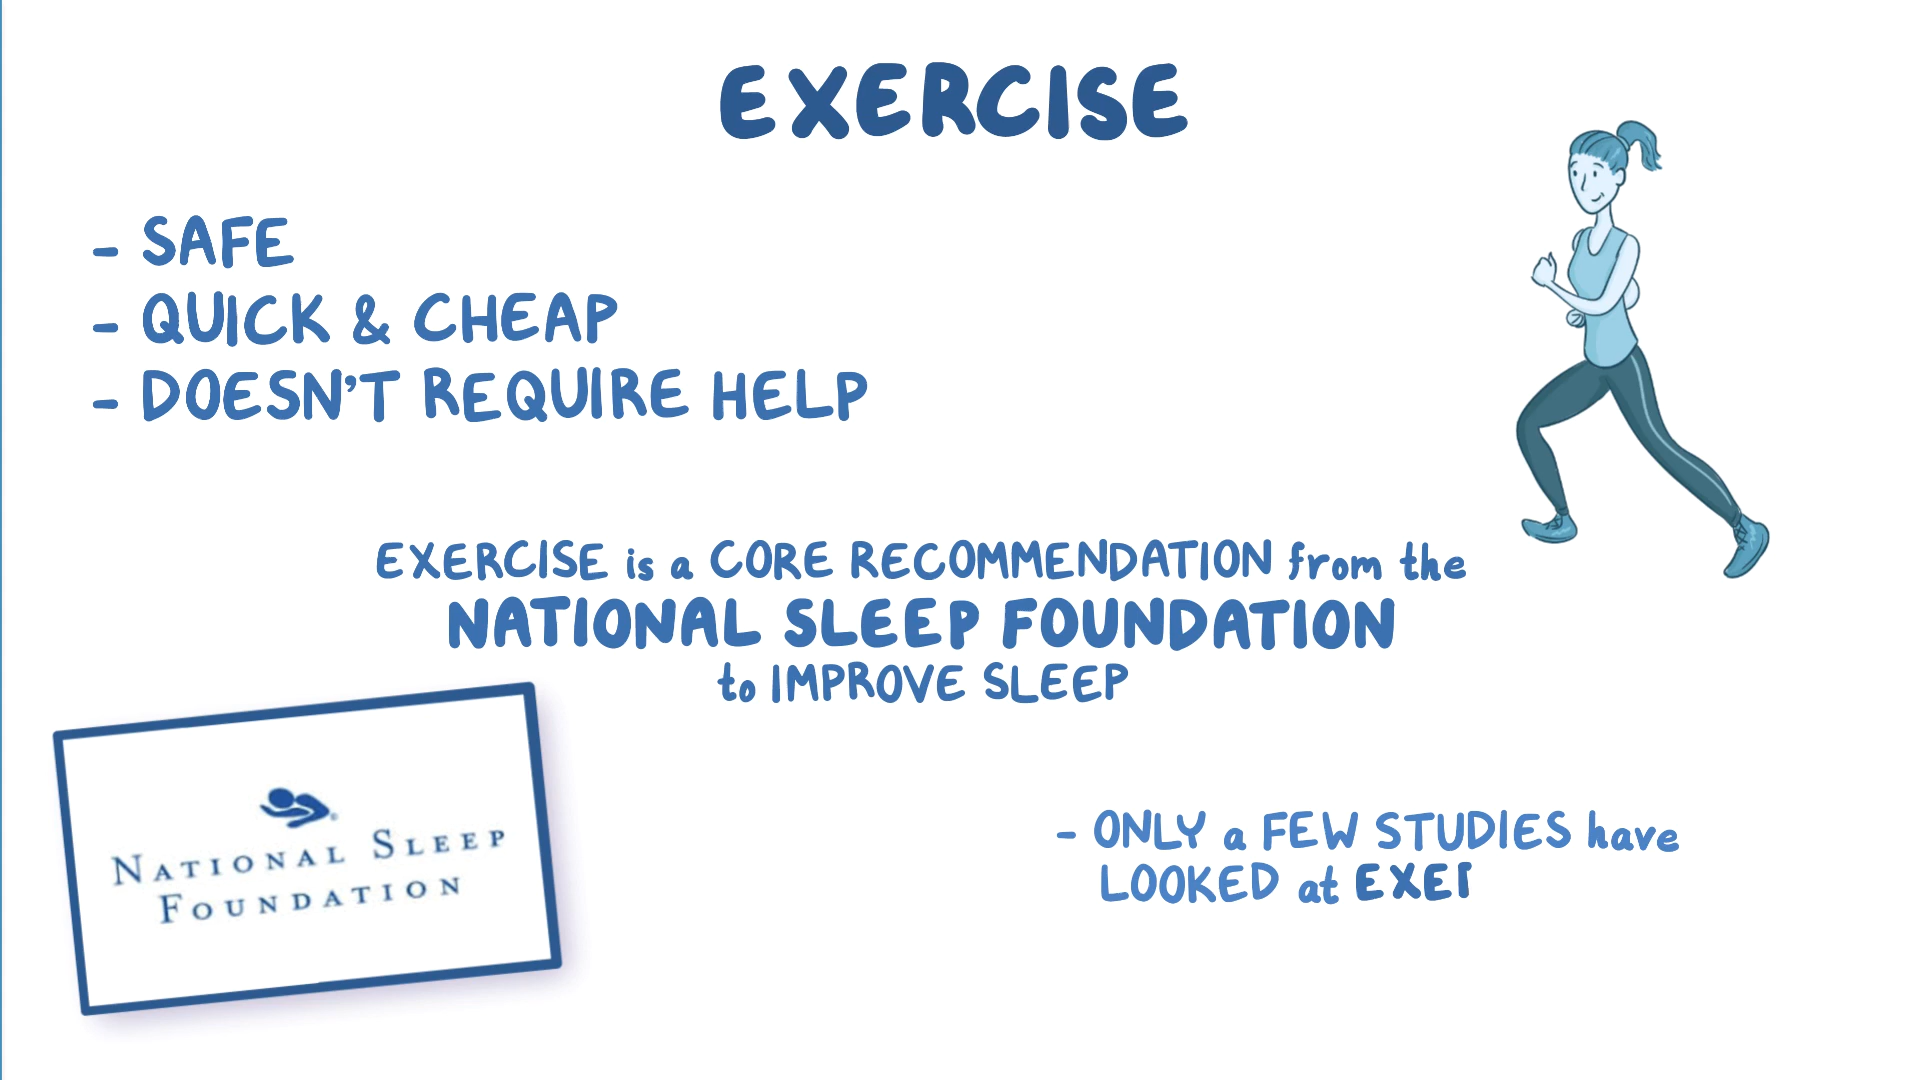 EXERCISE
- SAFE
- QUICK & CHEAP
- DOESN'T REQUIRE HELP
EXERCISE is a CORE RECOMMENDATION from the
NATIONAL SLEEP FOUNDATION
to IMPROVE SLEEP
NATIONAL SLEEP
FOUNDATION
- ONLY a FEW STUDIES have
LOOKED at